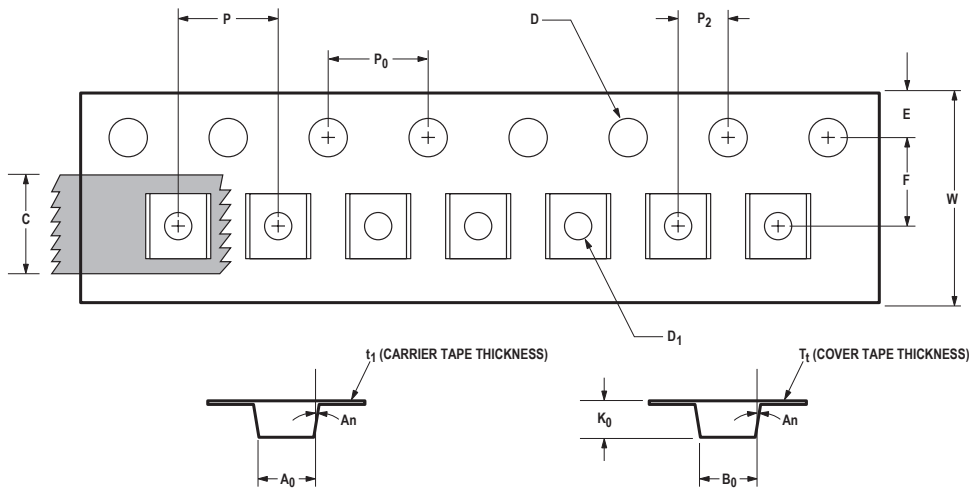 P
D
P2
P0
E
F
W
C
D1
t1 (CARRIER TAPE THICKNESS)
Tt (COVER TAPE THICKNESS)
An
K0
An
A0
B0